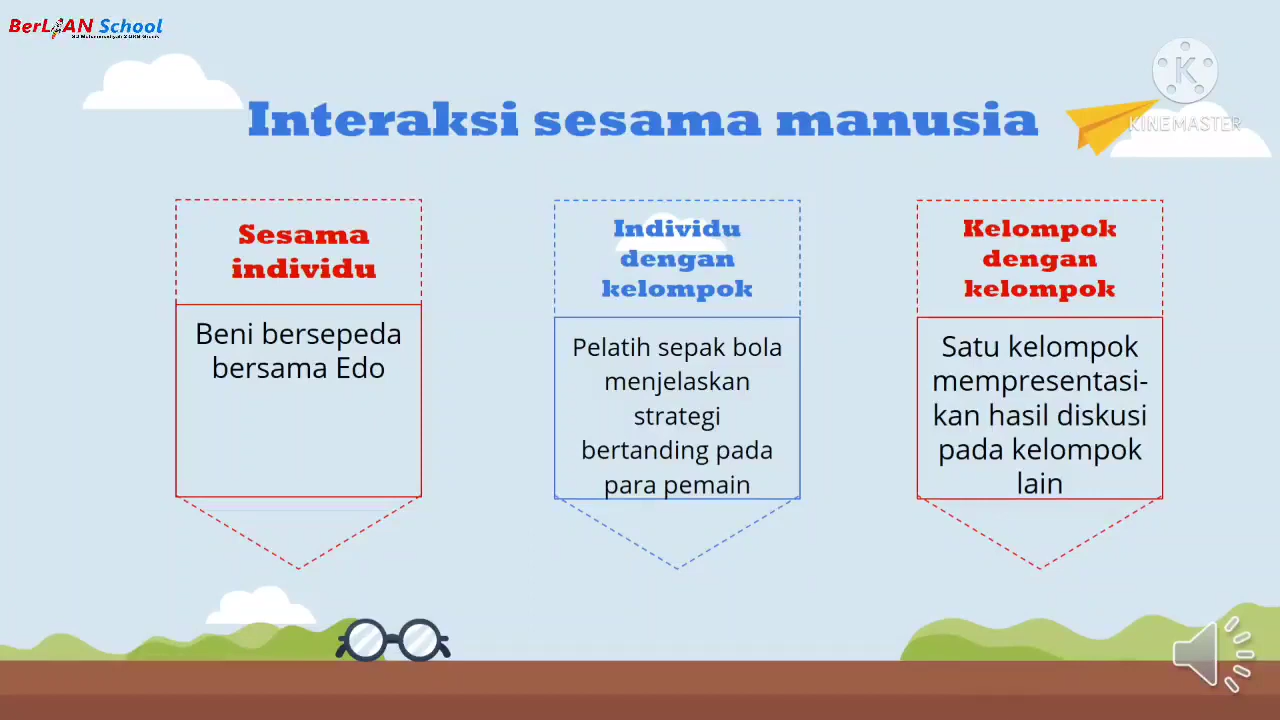 BerLIAN School
KINEMASTER
Interaksi sesama manusia
Sesama
individu
Beni bersepeda
bersama Edo
Individu
dengan
kelompok
Pelatih sepak bola
menjelaskan
strategi
bertanding pada
para pemain
Kelompok
dengan
kelompok
Satu kelompok
mempresentasi-
kan hasil diskusi
pada kelompok
lain